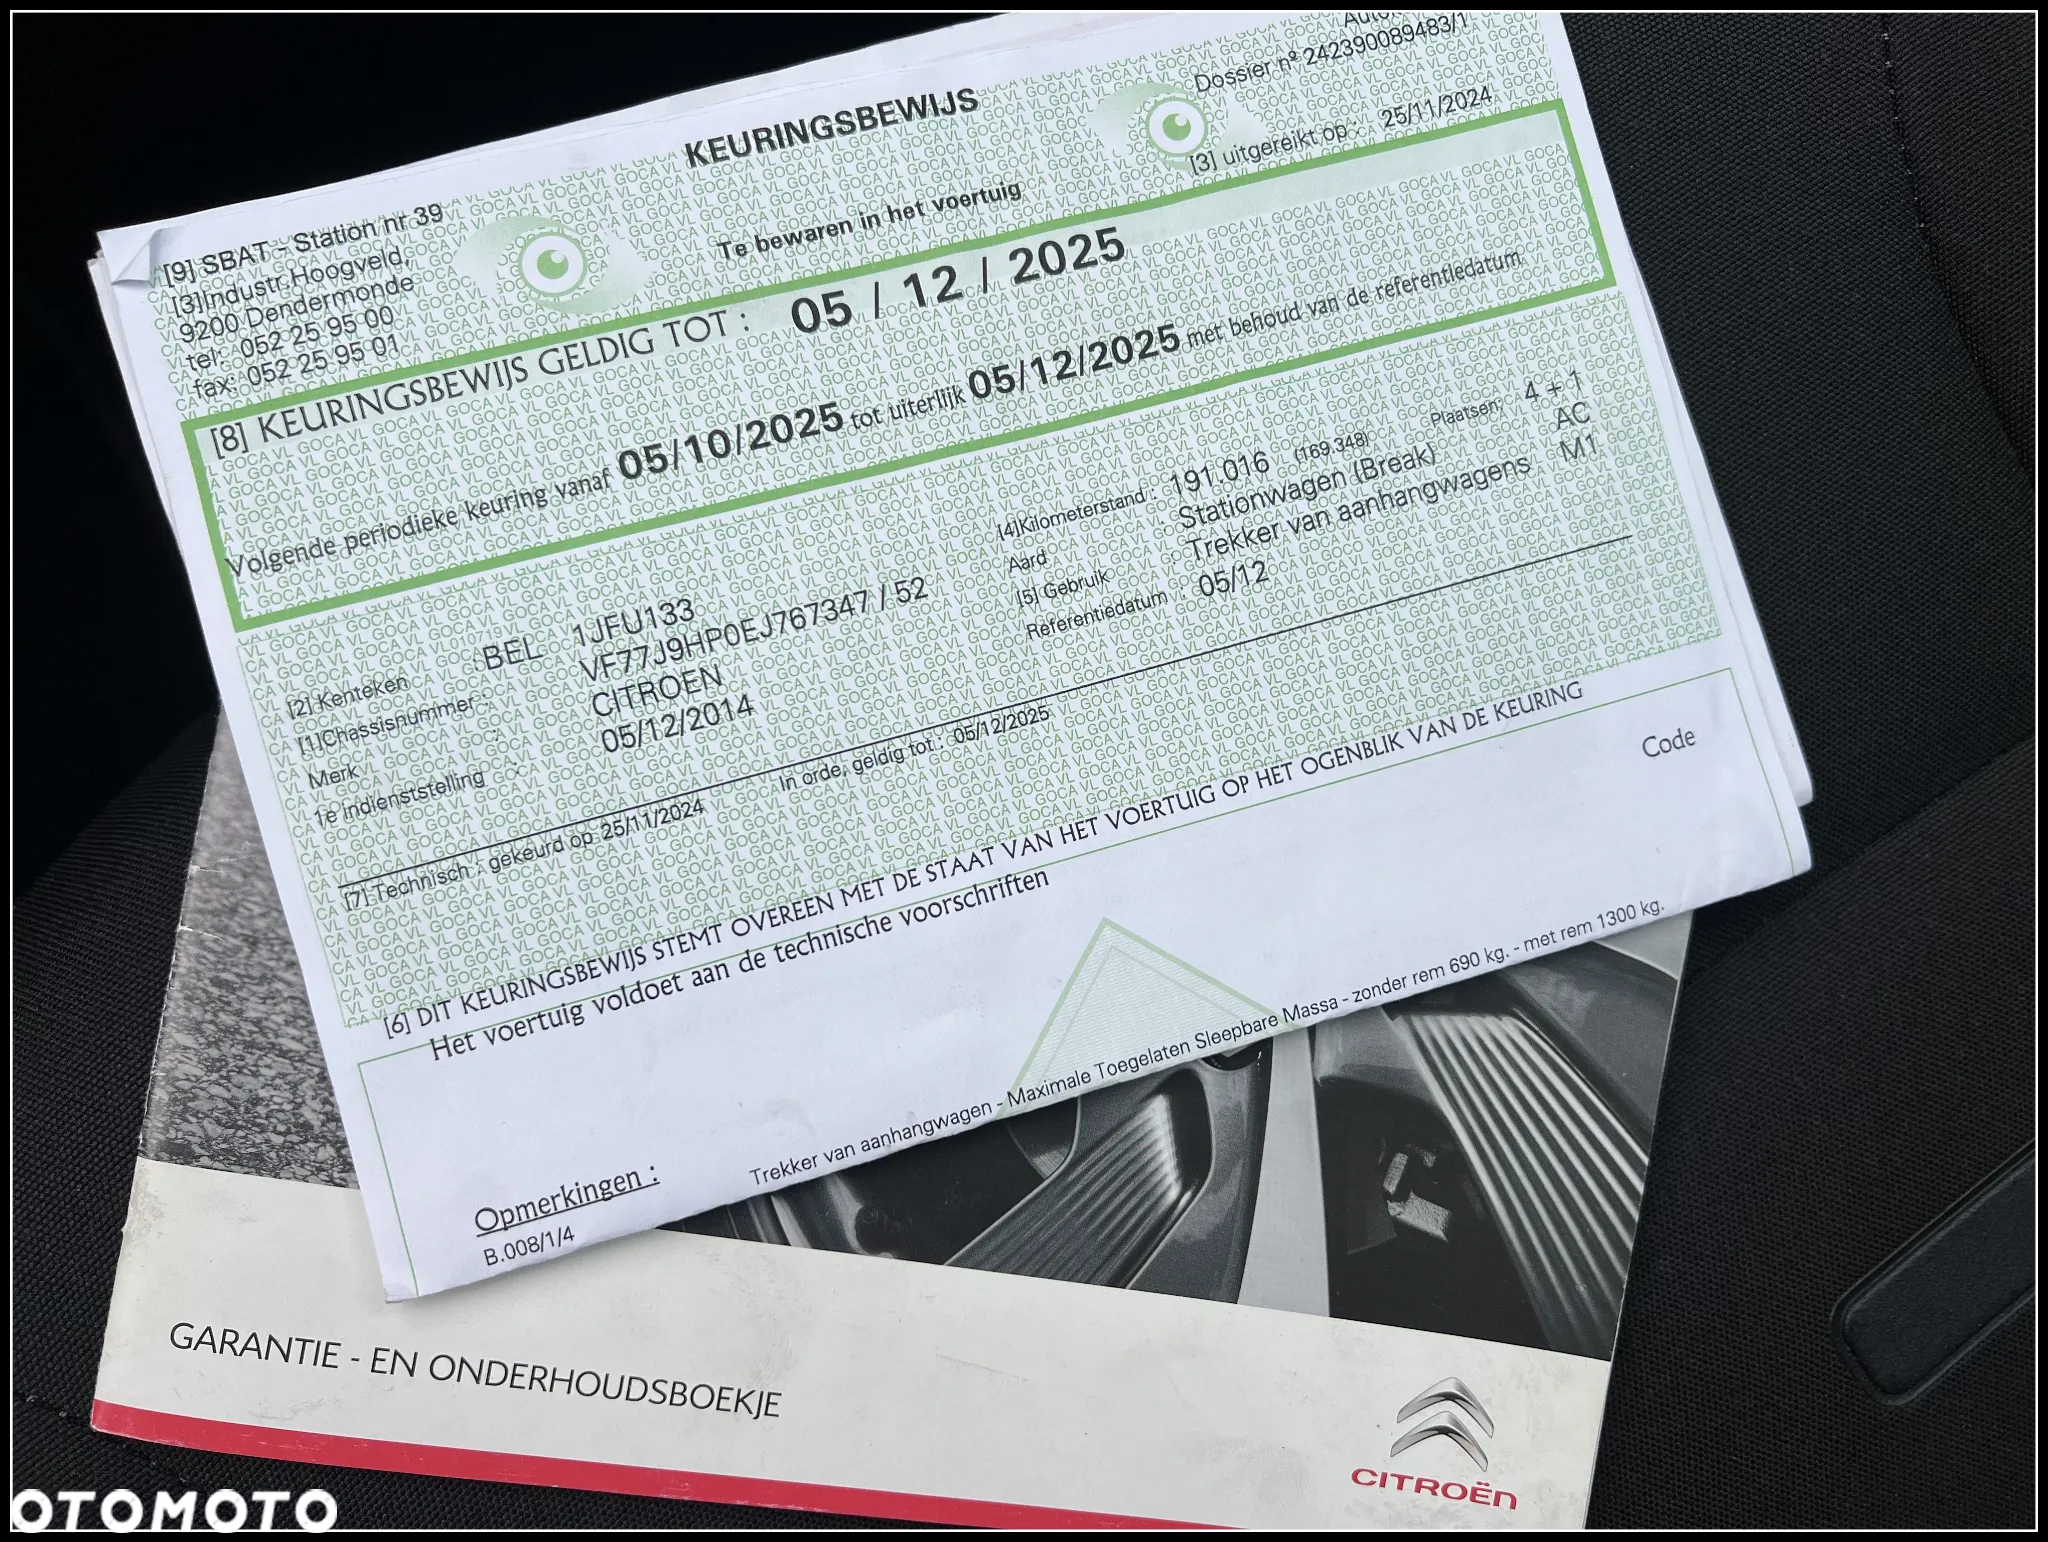 KEURINGSBEWIJS
Dossier nº 242390089483/1
[3] uitgereikt op : 25/11/2024
Te bewaren in het voertuig
[9] SBAT - Station nr 39
[3]Industr.Hoogveld,
9200 Dendermonde
tel: 052 25 95 00
fax: 052 25 95 01
[8] KEURINGSBEWIJS GELDIG TOT : 05 / 12 / 2025
Volgende periodieke keuring vanaf 05/10/2025 tot uiterlijk 05/12/2025 met behoud van de referentiedatum
[2] Kenteken : BEL 1JFU133
[1]Chassisnummer : VF77J9HP0EJ767347 / 52
Merk : CITROEN
1e indienststelling : 05/12/2014
[4]Kilometerstand : 191.016 (169.348) Plaatsen: 4 + 1
Aard : Stationwagen (Break) AC
[5] Gebruik : Trekker van aanhangwagens M1
Referentiedatum : 05/12
[7] Technisch : gekeurd op 25/11/2024 In orde, geldig tot : 05/12/2025
[6] DIT KEURINGSBEWIJS STEMT OVEREEN MET DE STAAT VAN HET VOERTUIG OP HET OGENBLIK VAN DE KEURING
Het voertuig voldoet aan de technische voorschriften
Code
Opmerkingen :
B.008/1/4
Trekker van aanhangwagen - Maximale Toegelaten Sleepbare Massa - zonder rem 690 kg. - met rem 1300 kg.
GARANTIE - EN ONDERHOUDSBOEKJE
CITROËN
OTOMOTO